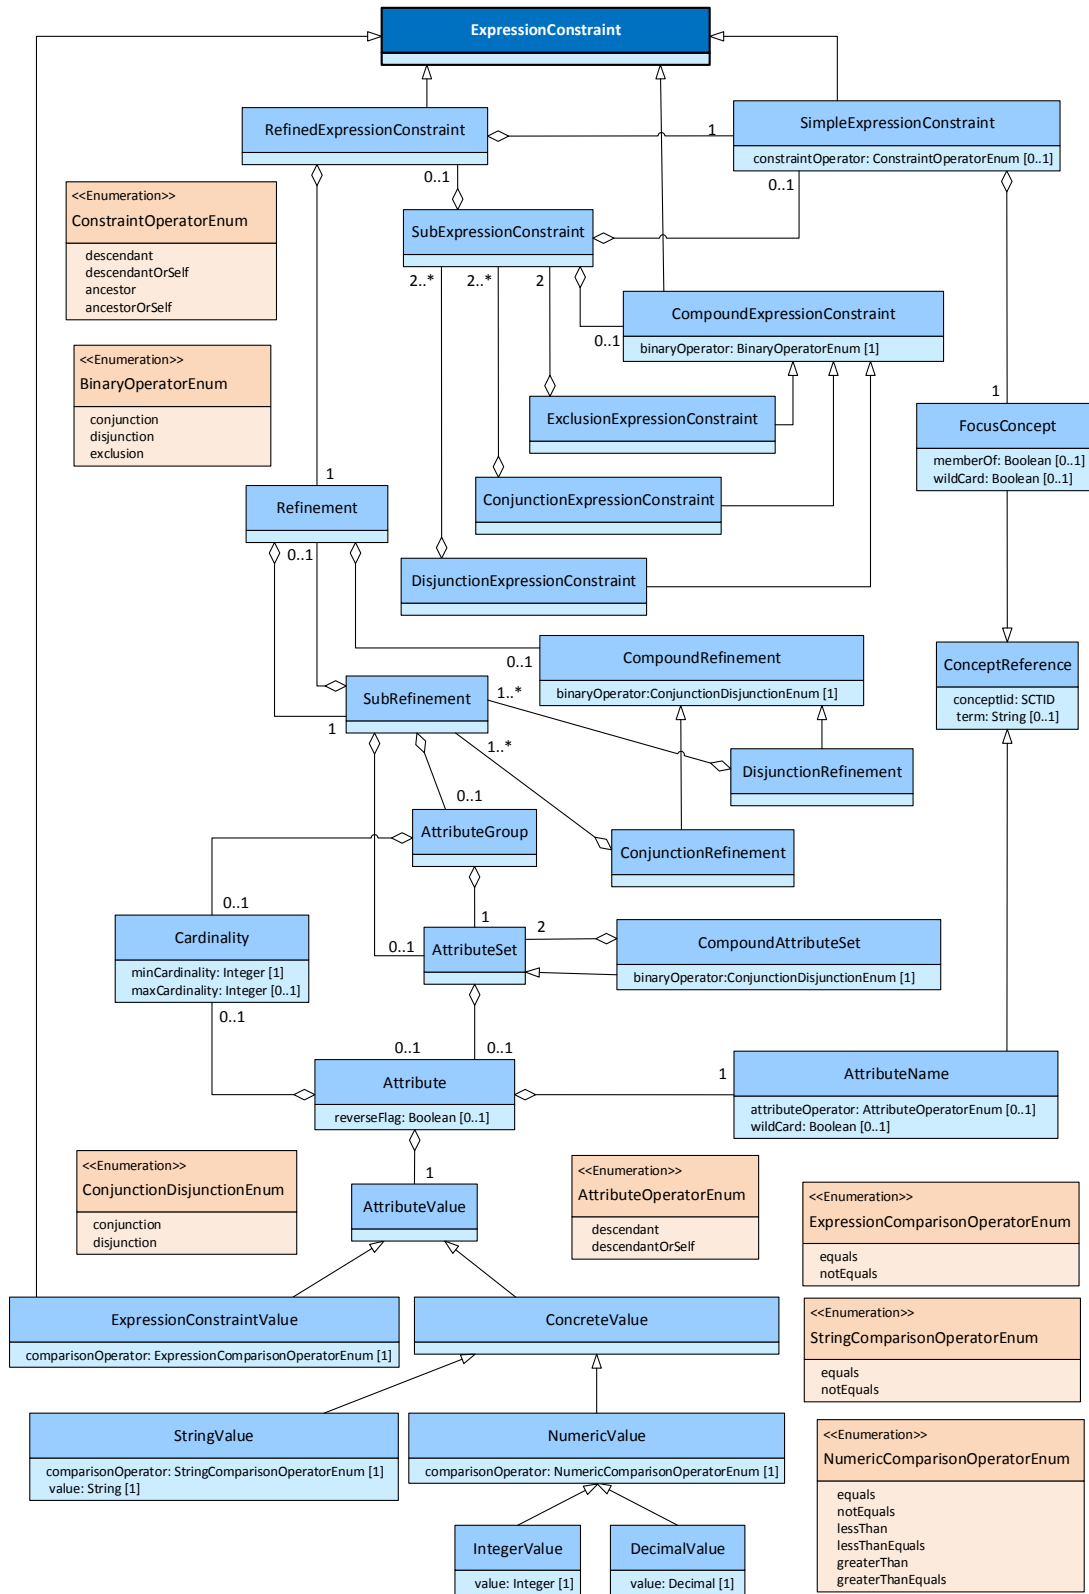 ExpressionConstraint
RefinedExpressionConstraint
1
SimpleExpressionConstraint
constraintOperator: ConstraintOperatorEnum [0..1]
0..1
0..1
<<Enumeration>>
ConstraintOperatorEnum
descendant
descendantOrSelf
ancestor
ancestorOrSelf
SubExpressionConstraint
2..*
2..*
2
CompoundExpressionConstraint
binaryOperator: BinaryOperatorEnum [1]
0..1
<<Enumeration>>
BinaryOperatorEnum
conjunction
disjunction
exclusion
ExclusionExpressionConstraint
1
FocusConcept
memberOf: Boolean [0..1]
wildCard: Boolean [0..1]
1
Refinement
ConjunctionExpressionConstraint
0..1
DisjunctionExpressionConstraint
CompoundRefinement
binaryOperator:ConjunctionDisjunctionEnum [1]
0..1
ConceptReference
conceptIid: SCTID
term: String [0..1]
SubRefinement
1..*
1
1..*
DisjunctionRefinement
0..1
AttributeGroup
ConjunctionRefinement
0..1
1
Cardinality
minCardinality: Integer [1]
maxCardinality: Integer [0..1]
0..1
0..1
AttributeSet
2
CompoundAttributeSet
binaryOperator:ConjunctionDisjunctionEnum [1]
0..1
0..1
Attribute
reverseFlag: Boolean [0..1]
1
AttributeName
attributeOperator: AttributeOperatorEnum [0..1]
wildCard: Boolean [0..1]
<<Enumeration>>
ConjunctionDisjunctionEnum
conjunction
disjunction
1
AttributeValue
<<Enumeration>>
AttributeOperatorEnum
descendant
descendantOrSelf
<<Enumeration>>
ExpressionComparisonOperatorEnum
equals
notEquals
ExpressionConstraintValue
comparisonOperator: ExpressionComparisonOperatorEnum [1]
ConcreteValue
<<Enumeration>>
StringComparisonOperatorEnum
equals
notEquals
StringValue
comparisonOperator: StringComparisonOperatorEnum [1]
value: String [1]
NumericValue
comparisonOperator: NumericComparisonOperatorEnum [1]
<<Enumeration>>
NumericComparisonOperatorEnum
equals
notEquals
lessThan
lessThanEquals
greaterThan
greaterThanEquals
IntegerValue
value: Integer [1]
DecimalValue
value: Decimal [1]